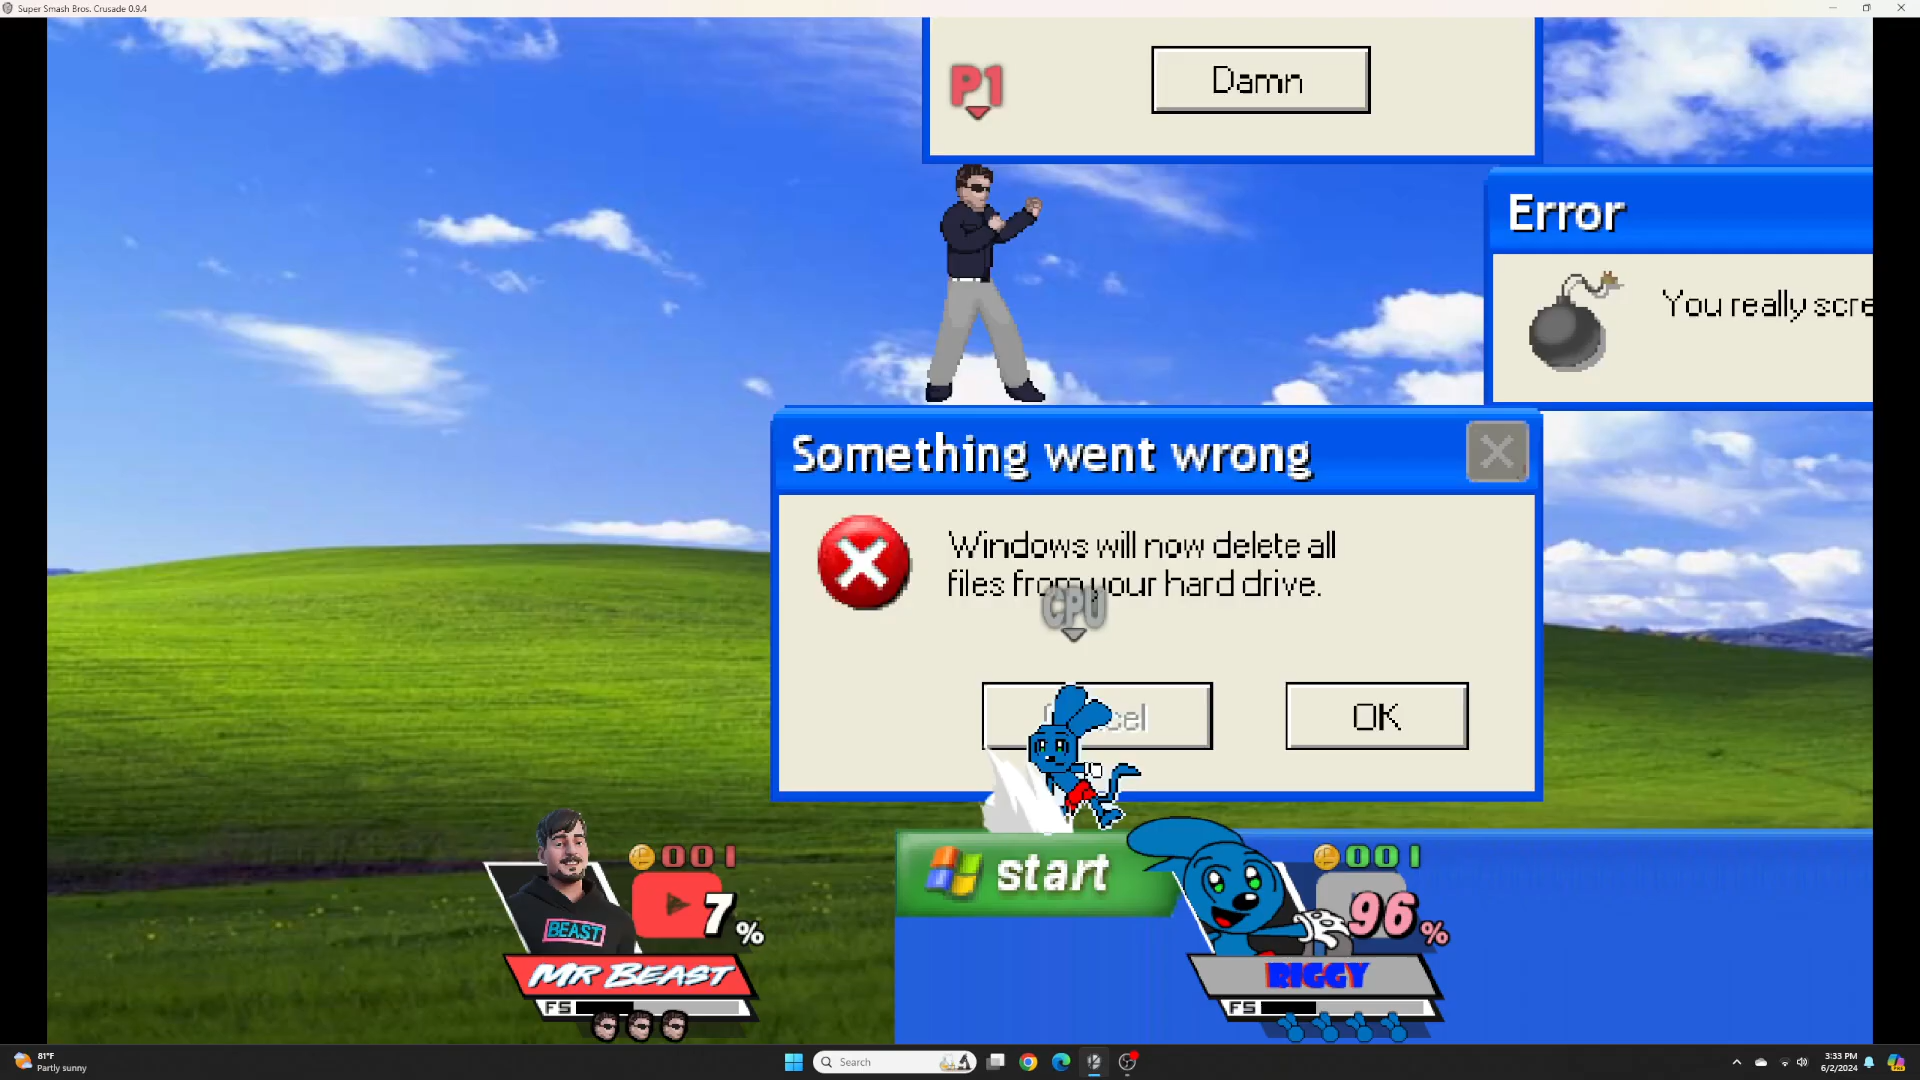 Super Smash Bros. Crusade 0.9.4
P1
Damn
Error
You really scre
Something went wrong
Windows will now delete all
files from your hard drive.
CPU
OK
start
001
7%
BEAST
MR BEAST
FS
001
96%
RIGGY
FS
81°F
Partly sunny
Search
3:33 PM
6/2/2024